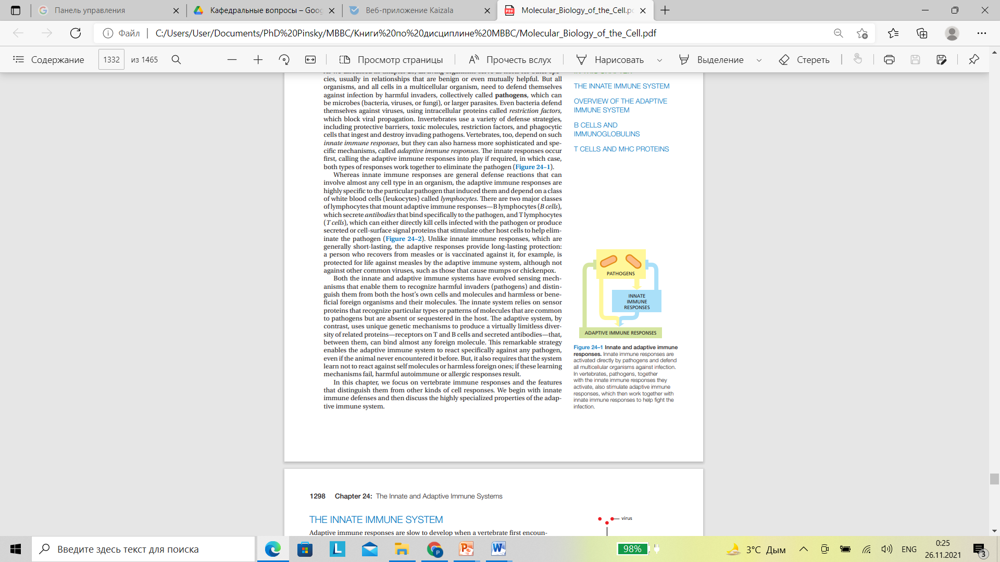 Панель управления
Кафедральные вопросы – Goog
Веб-приложение Kaizala
Molecular_Biology_of_the_Cell.pd
Файл
C:/Users/User/Documents/PhD%20Pinsky/MBBC/Книги%20по%20дисциплине%20MBBC/Molecular_Biology_of_the_Cell.pdf
Содержание
1332
из 1465
Просмотр страницы
Прочесть вслух
Нарисовать
Выделение
Стереть
cies, usually in relationships that are benign or even mutually helpful. But all
organisms, and all cells in a multicellular organism, need to defend themselves
against infection by harmful invaders, collectively called pathogens, which can
be microbes (bacteria, viruses, or fungi), or larger parasites. Even bacteria defend
themselves against viruses, using intracellular proteins called restriction factors,
which block viral propagation. Invertebrates use a variety of defense strategies,
including protective barriers, toxic molecules, restriction factors, and phagocytic
cells that ingest and destroy invading pathogens. Vertebrates, too, depend on such
innate immune responses, but they can also harness more sophisticated and spe-
cific mechanisms, called adaptive immune responses. The innate responses occur
first, calling the adaptive immune responses into play if required, in which case,
both types of responses work together to eliminate the pathogen (Figure 24–1).
Whereas innate immune responses are general defense reactions that can
involve almost any cell type in an organism, the adaptive immune responses are
highly specific to the particular pathogen that induced them and depend on a class
of white blood cells (leukocytes) called lymphocytes. There are two major classes
of lymphocytes that mount adaptive immune responses—B lymphocytes (B cells),
which secrete antibodies that bind specifically to the pathogen, and T lymphocytes
(T cells), which can either directly kill cells infected with the pathogen or produce
secreted or cell-surface signal proteins that stimulate other host cells to help elim-
inate the pathogen (Figure 24–2). Unlike innate immune responses, which are
generally short-lasting, the adaptive responses provide long-lasting protection:
a person who recovers from measles or is vaccinated against it, for example, is
protected for life against measles by the adaptive immune system, although not
against other common viruses, such as those that cause mumps or chickenpox.
Both the innate and adaptive immune systems have evolved sensing mech-
anisms that enable them to recognize harmful invaders (pathogens) and distin-
guish them from both the host's own cells and molecules and harmless or bene-
ficial foreign organisms and their molecules. The innate system relies on sensor
proteins that recognize particular types or patterns of molecules that are common
to pathogens but are absent or sequestered in the host. The adaptive system, by
contrast, uses unique genetic mechanisms to produce a virtually limitless diver-
sity of related proteins—receptors on T and B cells and secreted antibodies—that,
between them, can bind almost any foreign molecule. This remarkable strategy
enables the adaptive immune system to react specifically against any pathogen,
even if the animal never encountered it before. But, it also requires that the system
learn not to react against self molecules or harmless foreign ones; if these learning
mechanisms fail, harmful autoimmune or allergic responses result.
In this chapter, we focus on vertebrate immune responses and the features
that distinguish them from other kinds of cell responses. We begin with innate
immune defenses and then discuss the highly specialized properties of the adap-
tive immune system.
THE INNATE IMMUNE SYSTEM
OVERVIEW OF THE ADAPTIVE
IMMUNE SYSTEM
B CELLS AND
IMMUNOGLOBULINS
T CELLS AND MHC PROTEINS
PATHOGENS
INNATE
IMMUNE
RESPONSES
ADAPTIVE IMMUNE RESPONSES
Figure 24–1 Innate and adaptive immune
responses. Innate immune responses are
activated directly by pathogens and defend
all multicellular organisms against infection.
In vertebrates, pathogens, together
with the innate immune responses they
activate, also stimulate adaptive immune
responses, which then work together with
innate immune responses to help fight the
infection.
1298 Chapter 24: The Innate and Adaptive Immune Systems
THE INNATE IMMUNE SYSTEM
Adaptive immune responses are slow to develop when a vertebrate first encoun-
virus
Введите здесь текст для поиска
98%
3°C Дым
ENG
0:25
26.11.2021
3